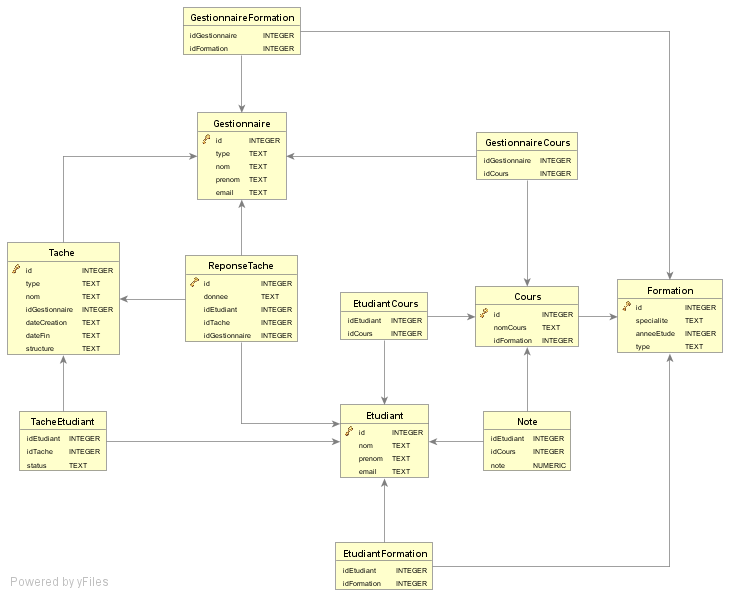 GestionnaireFormation
idGestionnaire INTEGER
idFormation INTEGER
Gestionnaire
id INTEGER
type TEXT
nom TEXT
prenom TEXT
email TEXT
GestionnaireCours
idGestionnaire INTEGER
idCours INTEGER
Tache
id INTEGER
type TEXT
nom TEXT
idGestionnaire INTEGER
dateCreation TEXT
dateFin TEXT
structure TEXT
ReponseTache
id INTEGER
donnee TEXT
idEtudiant INTEGER
idTache INTEGER
idGestionnaire INTEGER
EtudiantCours
idEtudiant INTEGER
idCours INTEGER
Cours
id INTEGER
nomCours TEXT
idFormation INTEGER
Formation
id INTEGER
specialite TEXT
anneeEtude INTEGER
type TEXT
TacheEtudiant
idEtudiant INTEGER
idTache INTEGER
status TEXT
Etudiant
id INTEGER
nom TEXT
prenom TEXT
email TEXT
Note
idEtudiant INTEGER
idCours INTEGER
note NUMERIC
EtudiantFormation
idEtudiant INTEGER
idFormation INTEGER
Powered by yFiles